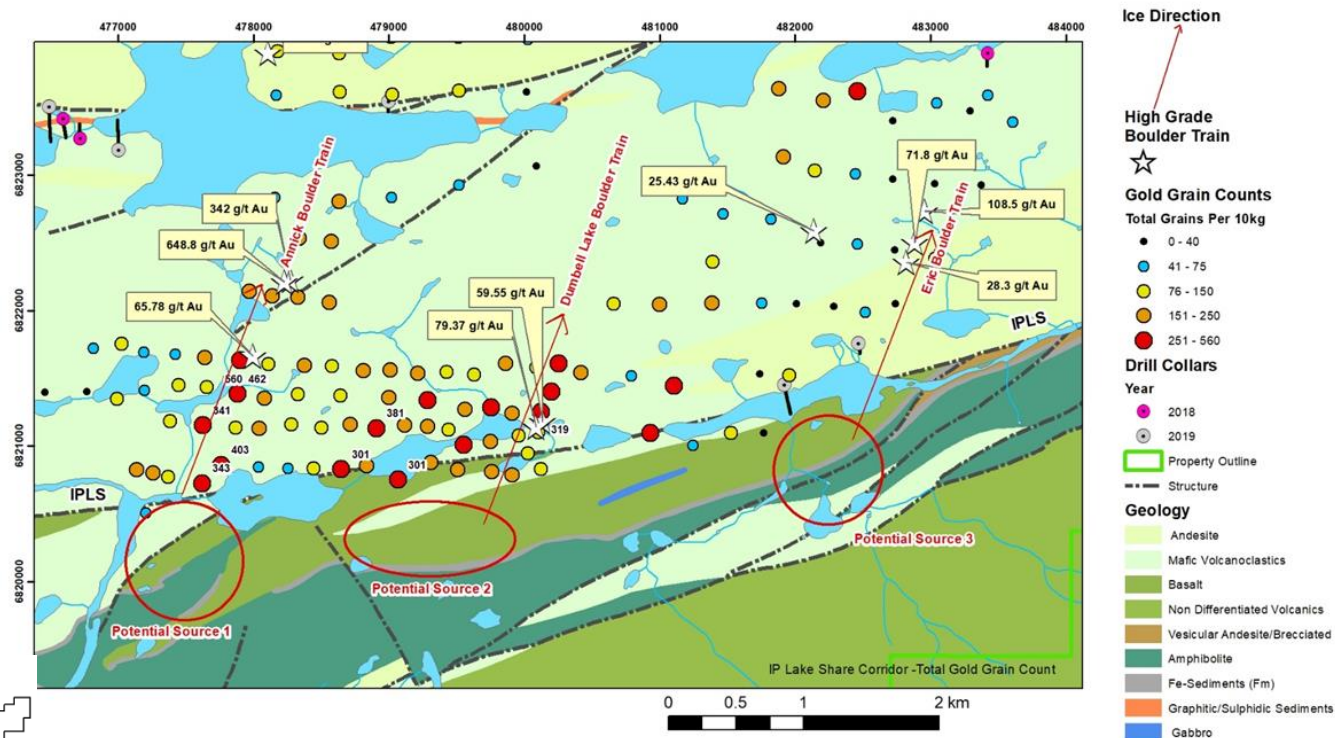 477000
478000
479000
480000
481000
482000
483000
484000
6823000
6822000
6821000
6820000
342 g/t Au
648.8 g/t Au
65.78 g/t Au
Annick Boulder Train
59.55 g/t Au
79.37 g/t Au
Dumbell Lake Boulder Train
25.43 g/t Au
71.8 g/t Au
108.5 g/t Au
28.3 g/t Au
Eric Boulder Train
IPLS
560
462
341
381
319
403
343
301
301
IPLS
Potential Source 1
Potential Source 2
Potential Source 3
IP Lake Share Corridor -Total Gold Grain Count
0
0.5
1
2 km
Ice Direction
High Grade
Boulder Train
Gold Grain Counts
Total Grains Per 10kg
0 - 40
41 - 75
76 - 150
151 - 250
251 - 560
Drill Collars
Year
2018
2019
Property Outline
Structure
Geology
Andesite
Mafic Volcanoclastics
Basalt
Non Differentiated Volcanics
Vesicular Andesite/Brecciated
Amphibolite
Fe-Sediments (Fm)
Graphitic/Sulphidic Sediments
Gabbro